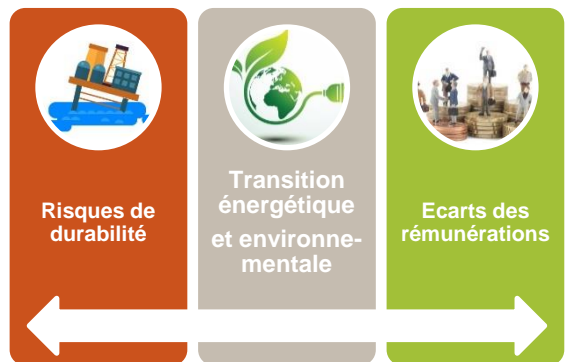 Risques de
durabilité
Transition
énergétique
et environne-
mentale
Ecarts des
rémunérations